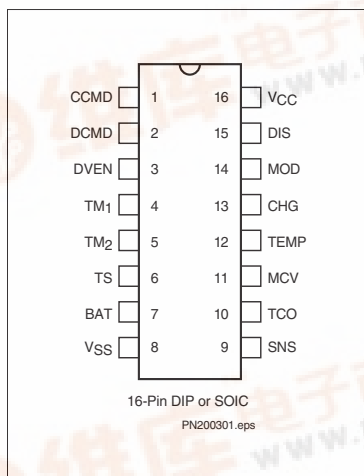 CCMD 1 16 VCC
DCMD 2 15 DIS
DVEN 3 14 MOD
TM1 4 13 CHG
TM2 5 12 TEMP
TS 6 11 MCV
BAT 7 10 TCO
VSS 8 9 SNS
16-Pin DIP or SOIC
PN200301.eps